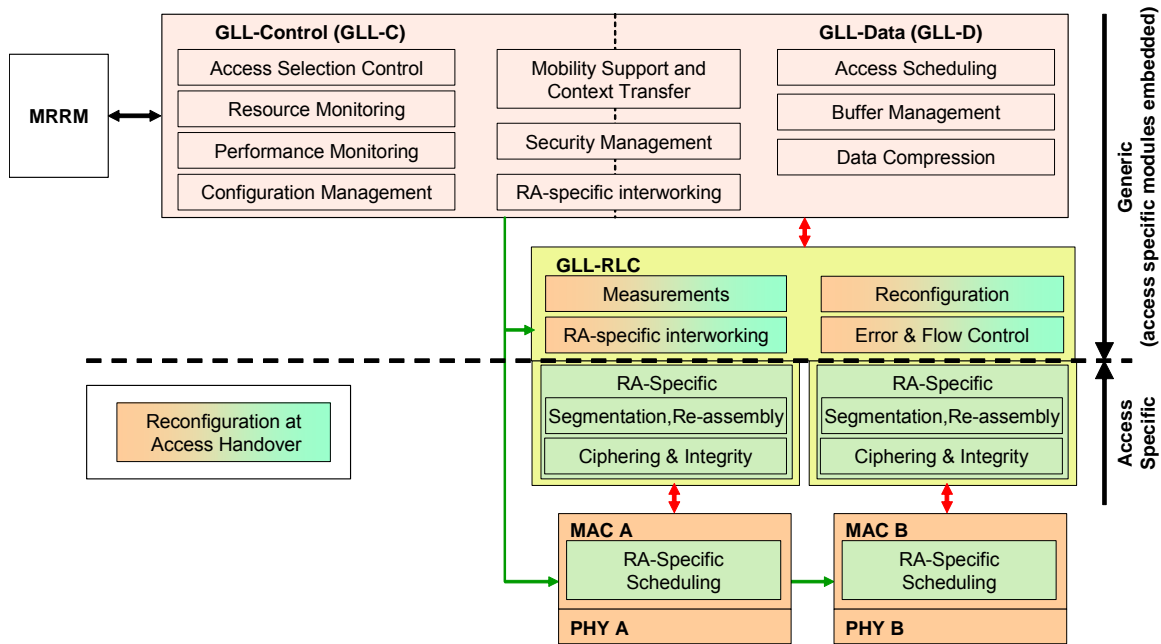 GLL-Control (GLL-C)
GLL-Data (GLL-D)
Access Selection Control
Resource Monitoring
Performance Monitoring
Configuration Management
Mobility Support and
Context Transfer
Security Management
RA-specific interworking
Access Scheduling
Buffer Management
Data Compression
MRRM
Generic
(access specific modules embedded)
GLL-RLC
Measurements
Reconfiguration
RA-specific interworking
Error & Flow Control
RA-Specific
Segmentation,Re-assembly
Ciphering & Integrity
RA-Specific
Segmentation,Re-assembly
Ciphering & Integrity
Access
Specific
Reconfiguration at
Access Handover
MAC A
RA-Specific
Scheduling
PHY A
MAC B
RA-Specific
Scheduling
PHY B